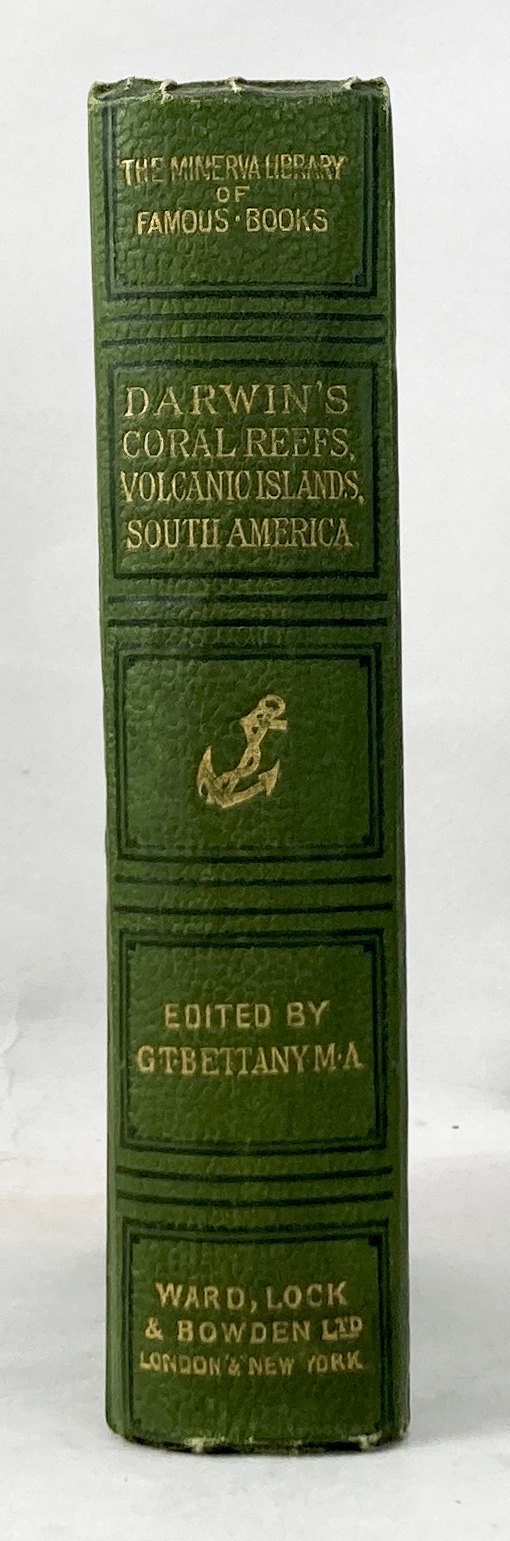 THE MINERVA LIBRARY
OF
FAMOUS · BOOKS
DARWIN'S
CORAL REEFS,
VOLCANIC ISLANDS,
SOUTH AMERICA
EDITED BY
G·T·BETTANY M·A
WARD, LOCK
& BOWDEN LTD
LONDON & NEW YORK